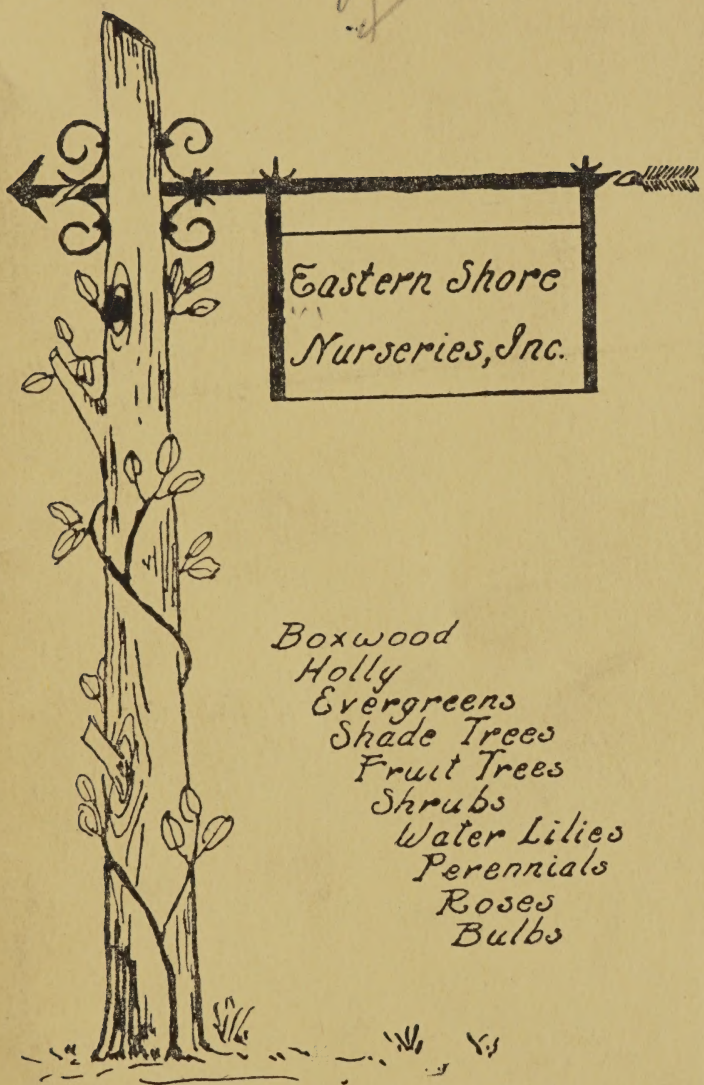 Eastern Shore
Nurseries, Inc.
Boxwood
Holly
Evergreens
Shade Trees
Fruit Trees
Shrubs
Water Lilies
Perennials
Roses
Bulbs